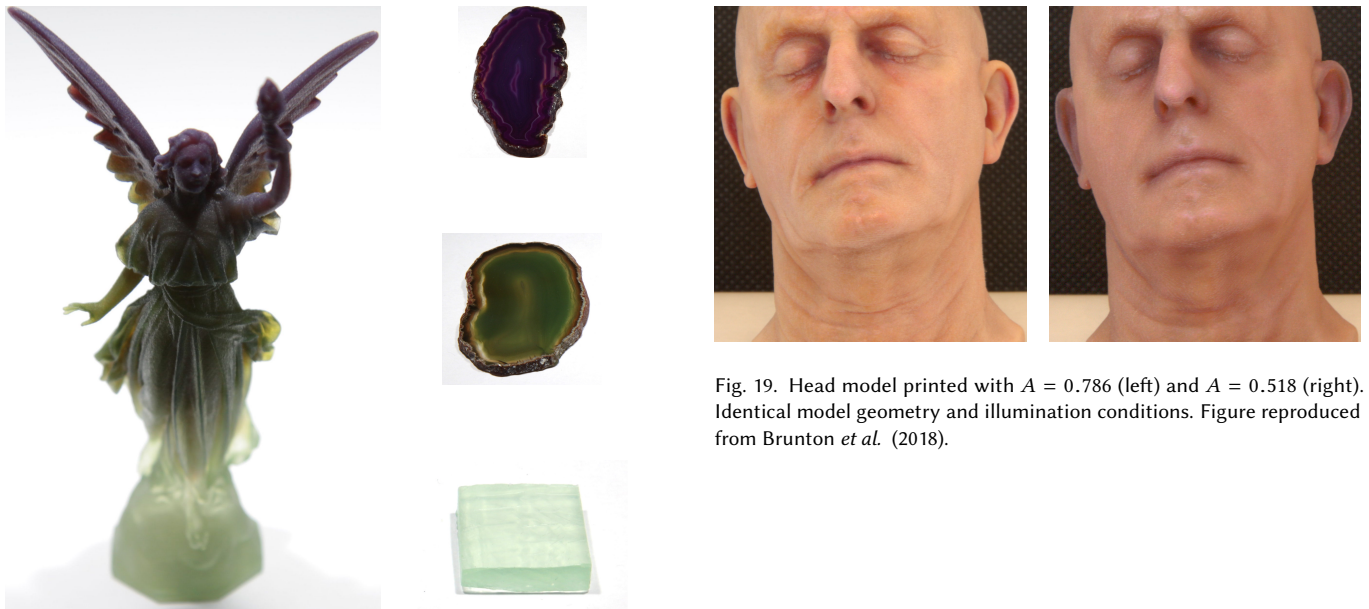 Fig. 19. Head model printed with A = 0.786 (left) and A = 0.518 (right).
Identical model geometry and illumination conditions. Figure reproduced
from Brunton et al. (2018).